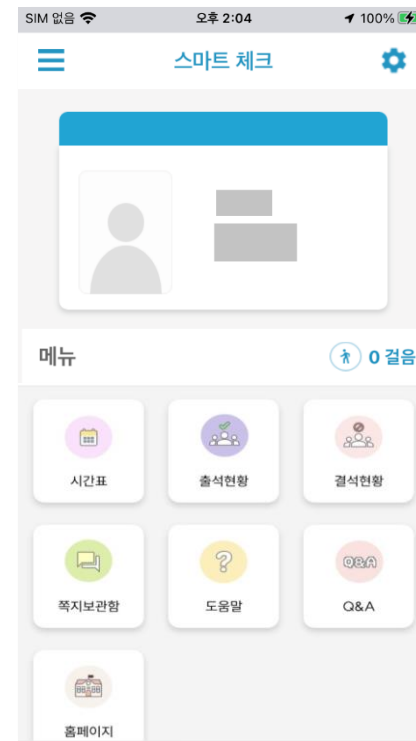 SIM 없음 오후 2:04 100%
스마트 체크
메뉴 0 걸음
시간표 출석현황 결석현황
Q&A
쪽지보관함 도움말 Q&A
홈페이지